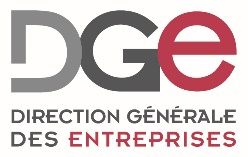 DGe
DIRECTION GÉNÉRALE
DES ENTREPRISES